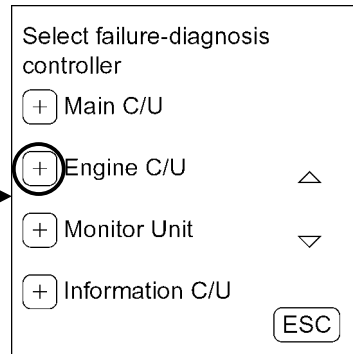 Select failure-diagnosis
controller
+ Main C/U
+ Engine C/U
+ Monitor Unit
+ Information C/U
ESC